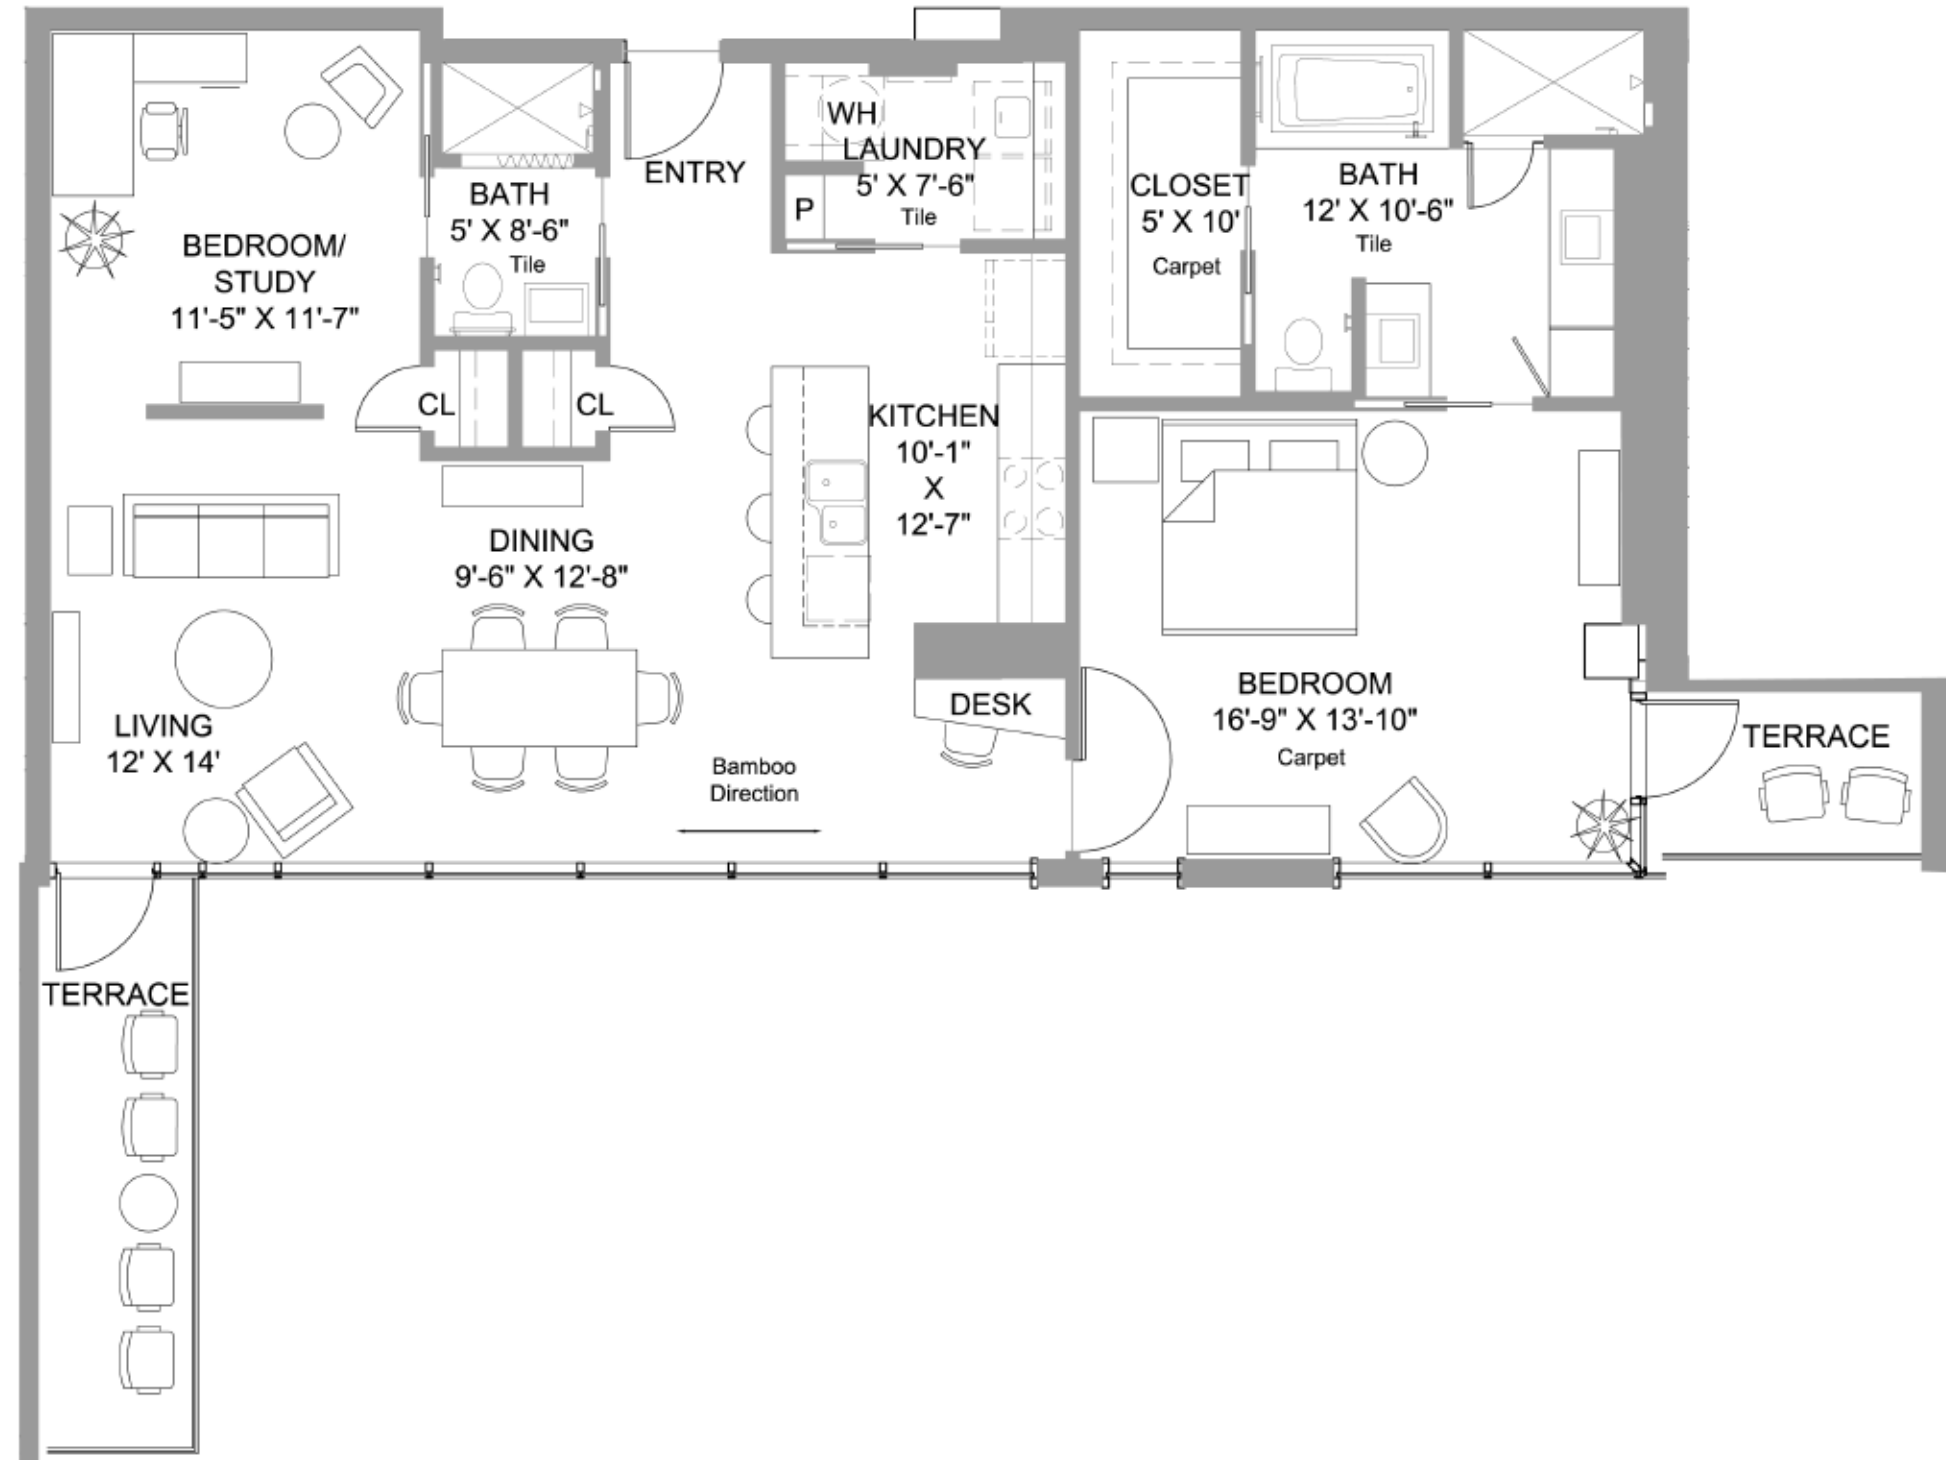 BEDROOM/
STUDY
11'-5" X 11'-7"
BATH
5' X 8'-6"
Tile
ENTRY
WH
LAUNDRY
5' X 7'-6"
Tile
P
CLOSET
5' X 10'
Carpet
BATH
12' X 10'-6"
Tile
CL
CL
KITCHEN
10'-1"
X
12'-7"
DINING
9'-6" X 12'-8"
LIVING
12' X 14'
Bamboo
Direction
DESK
BEDROOM
16'-9" X 13'-10"
Carpet
TERRACE
TERRACE